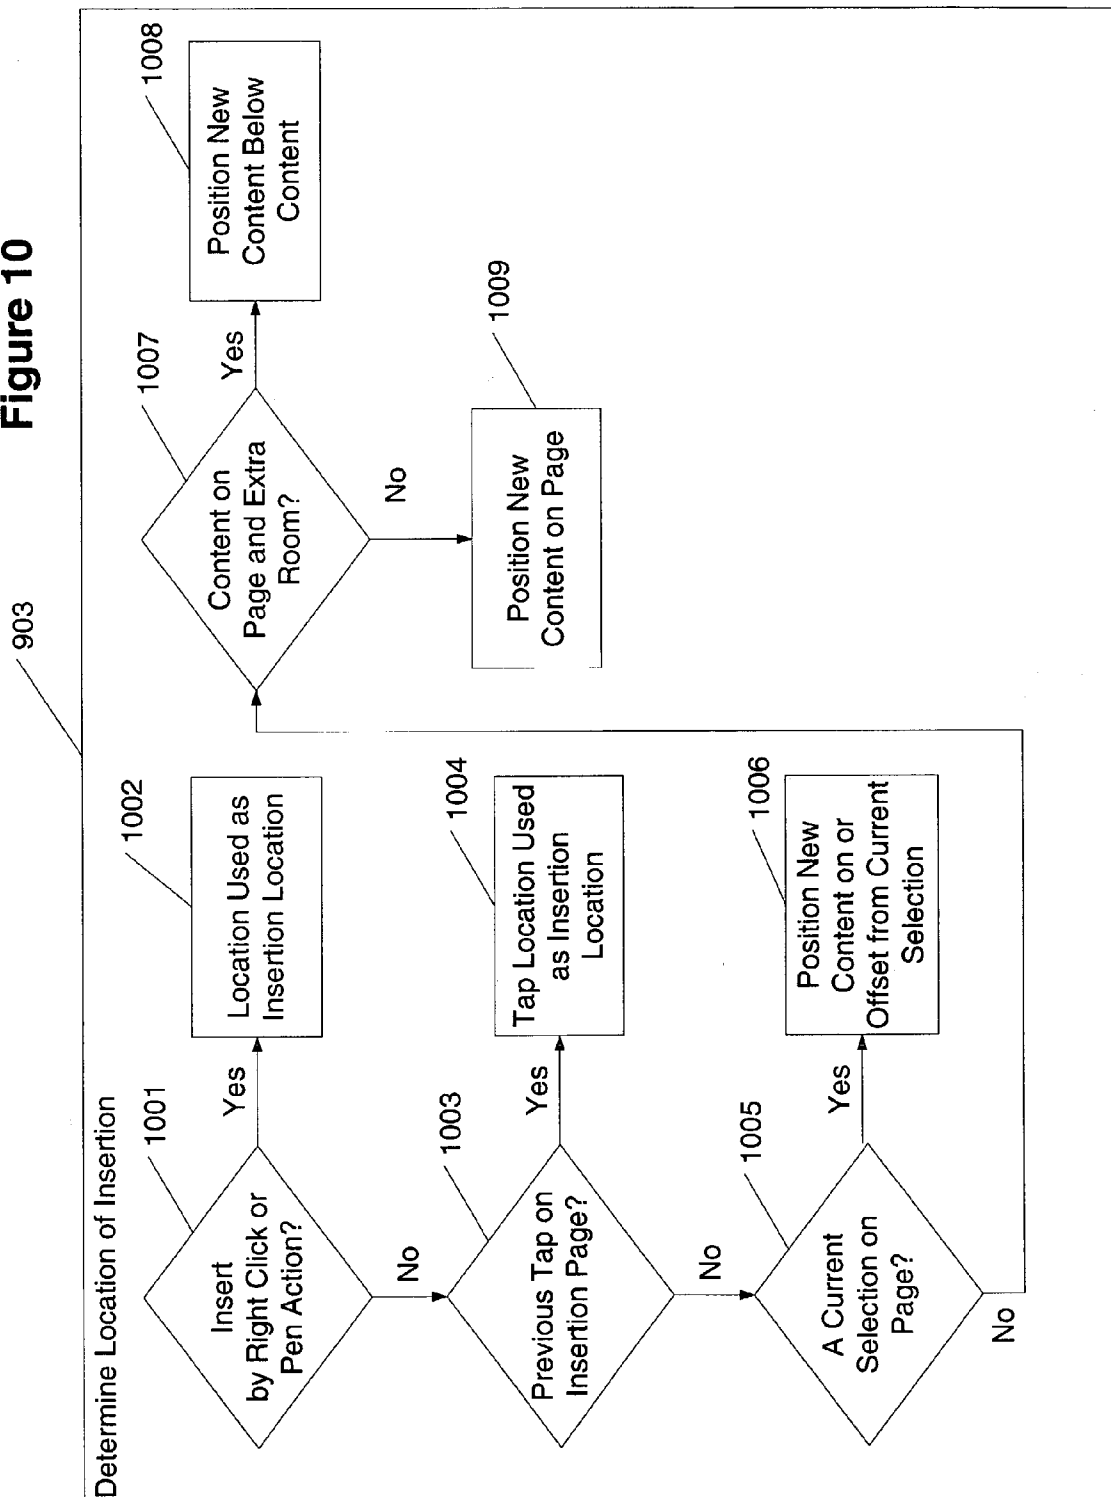 Figure 10
903
Determine Location of Insertion
1001
Insert
by Right Click or
Pen Action?
Yes
1002
Location Used as
Insertion Location
No
1003
Previous Tap on
Insertion Page?
Yes
1004
Tap Location Used
as Insertion
Location
No
1005
A Current
Selection on
Page?
Yes
1006
Position New
Content on or
Offset from Current
Selection
No
1007
Content on
Page and Extra
Room?
Yes
1008
Position New
Content Below
Content
No
1009
Position New
Content on Page